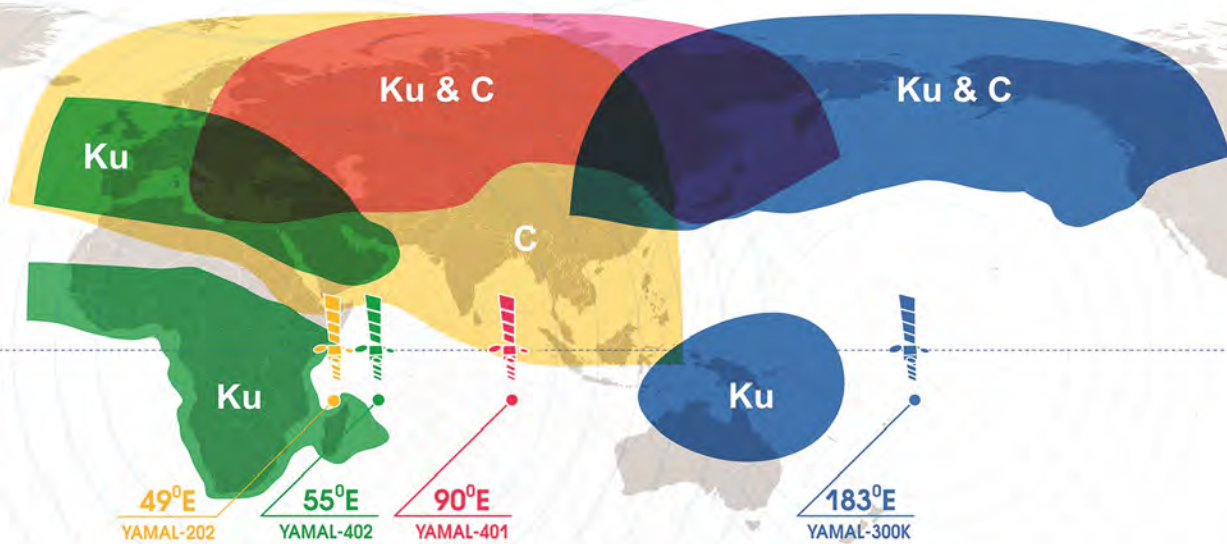 Ku & C
Ku & C
Ku
C
Ku
Ku
49⁰E
YAMAL-202
55⁰E
YAMAL-402
90⁰E
YAMAL-401
183⁰E
YAMAL-300K